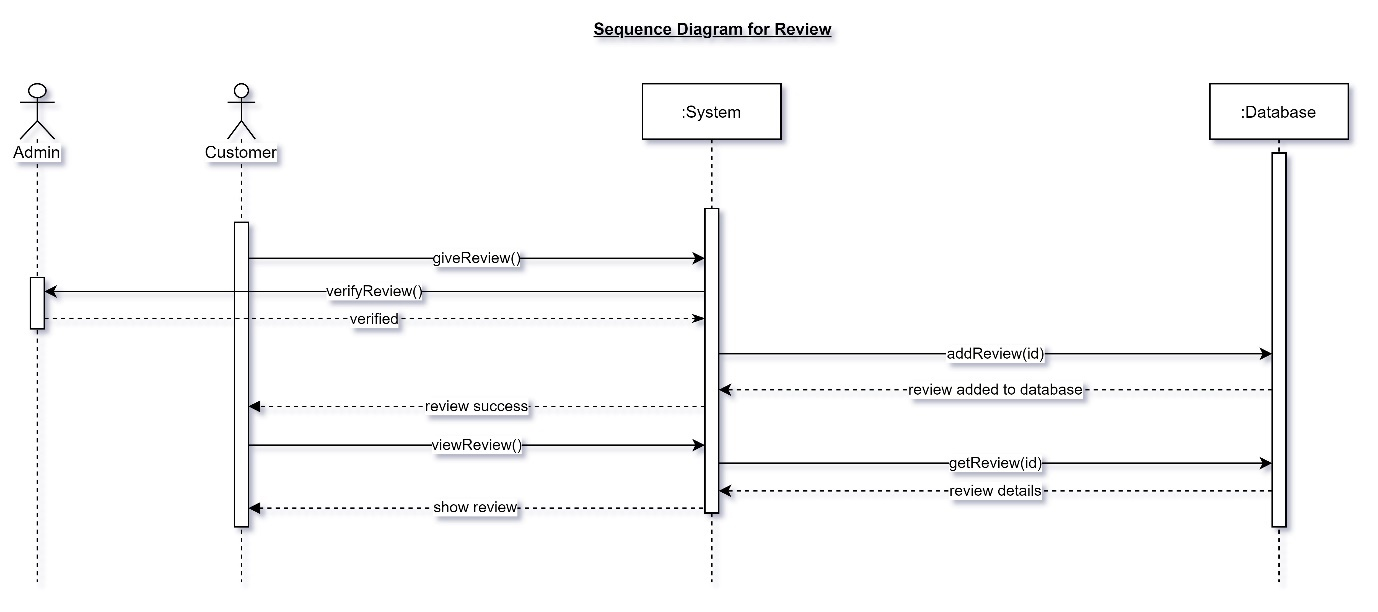 Sequence Diagram for Review
:System
:Database
Admin
Customer
giveReview()
verifyReview()
verified
addReview(id)
review added to database
review success
viewReview()
getReview(id)
review details
show review